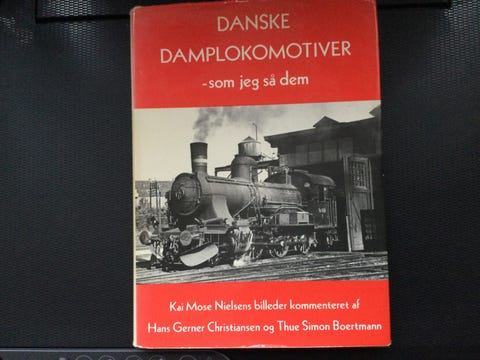 DANSKE
DAMPLOKOMOTIVER
-som jeg så dem
Kai Mose Nielsens billeder kommenteret af
Hans Gerner Christiansen og Thue Simon Boertmann